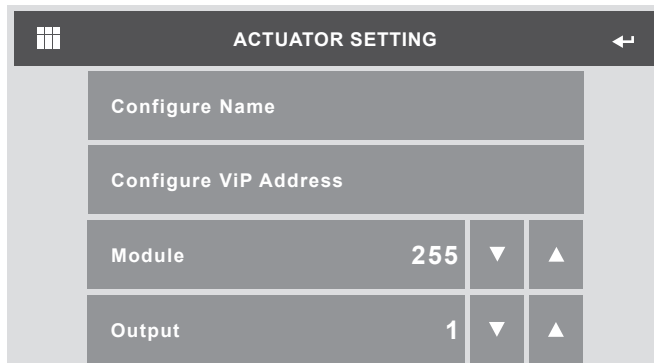 ACTUATOR SETTING
Configure Name
Configure ViP Address
Module 255
Output 1